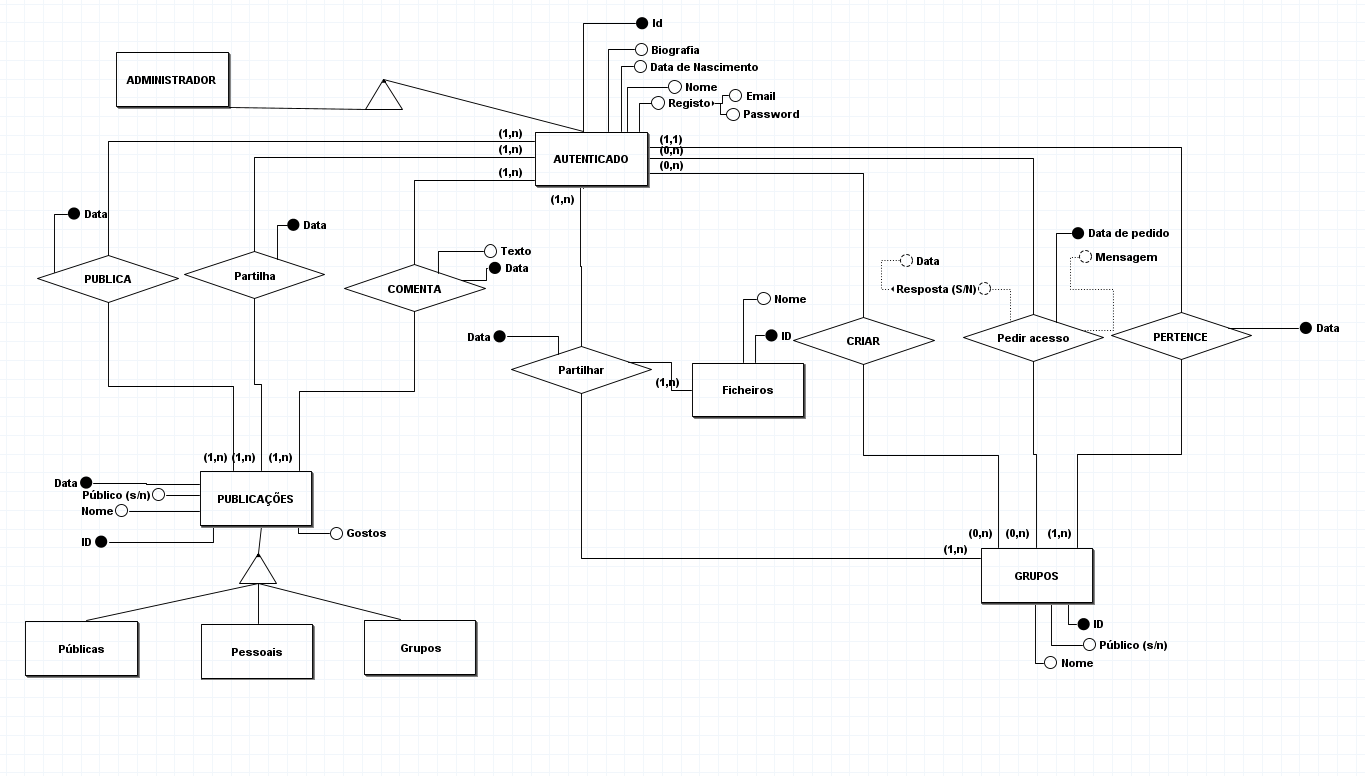 Id
Biografia
Data de Nascimento
ADMINISTRADOR
Nome
Email
Registo
Password
(1,n)
(1,1)
(1,n)
(0,n)
AUTENTICADO
(0,n)
(1,n)
(1,n)
Data
Data
Data de pedido
Texto
Mensagem
Data
Data
PUBLICA
Partilha
COMENTA
Resposta (S/N)
Nome
Data
Data
ID
CRIAR
Pedir acesso
PERTENCE
Partilhar
(1,n)
Ficheiros
(1,n)
(1,n)
(1,n)
Data
Público (s/n)
PUBLICAÇÕES
Nome
Gostos
ID
(0,n)
(0,n)
(1,n)
(1,n)
GRUPOS
ID
Públicas
Pessoais
Grupos
Público (s/n)
Nome